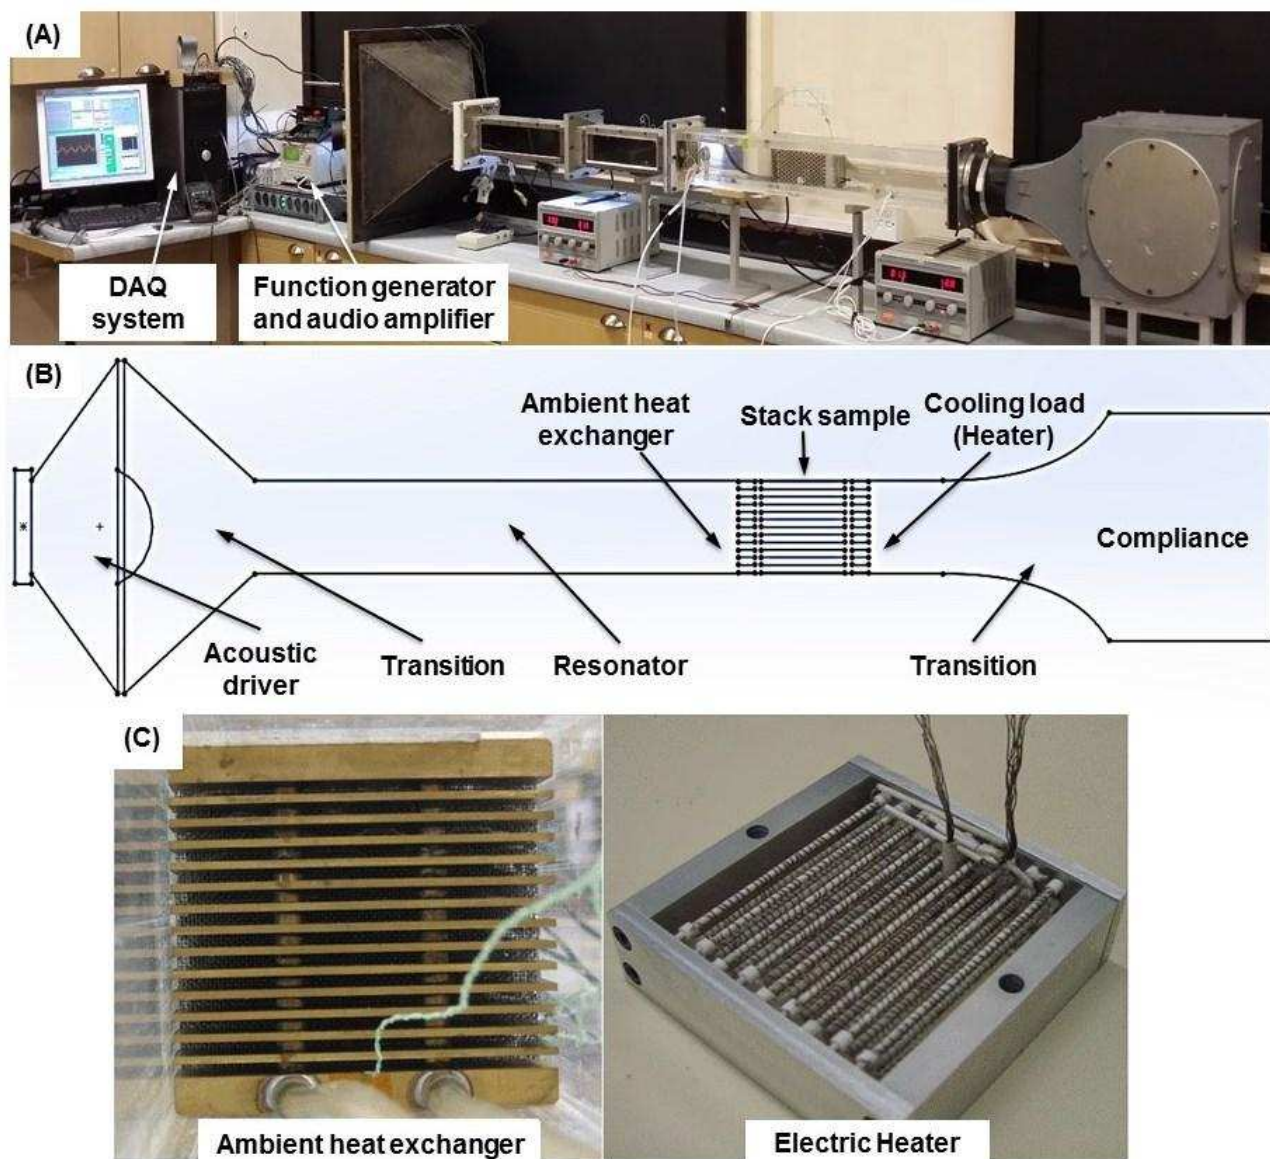 (A)
DAQ
system
Function generator
and audio amplifier
(B)
Ambient heat
exchanger
Stack sample
Cooling load
(Heater)
Compliance
Acoustic
driver
Transition
Resonator
Transition
(C)
Ambient heat exchanger
Electric Heater